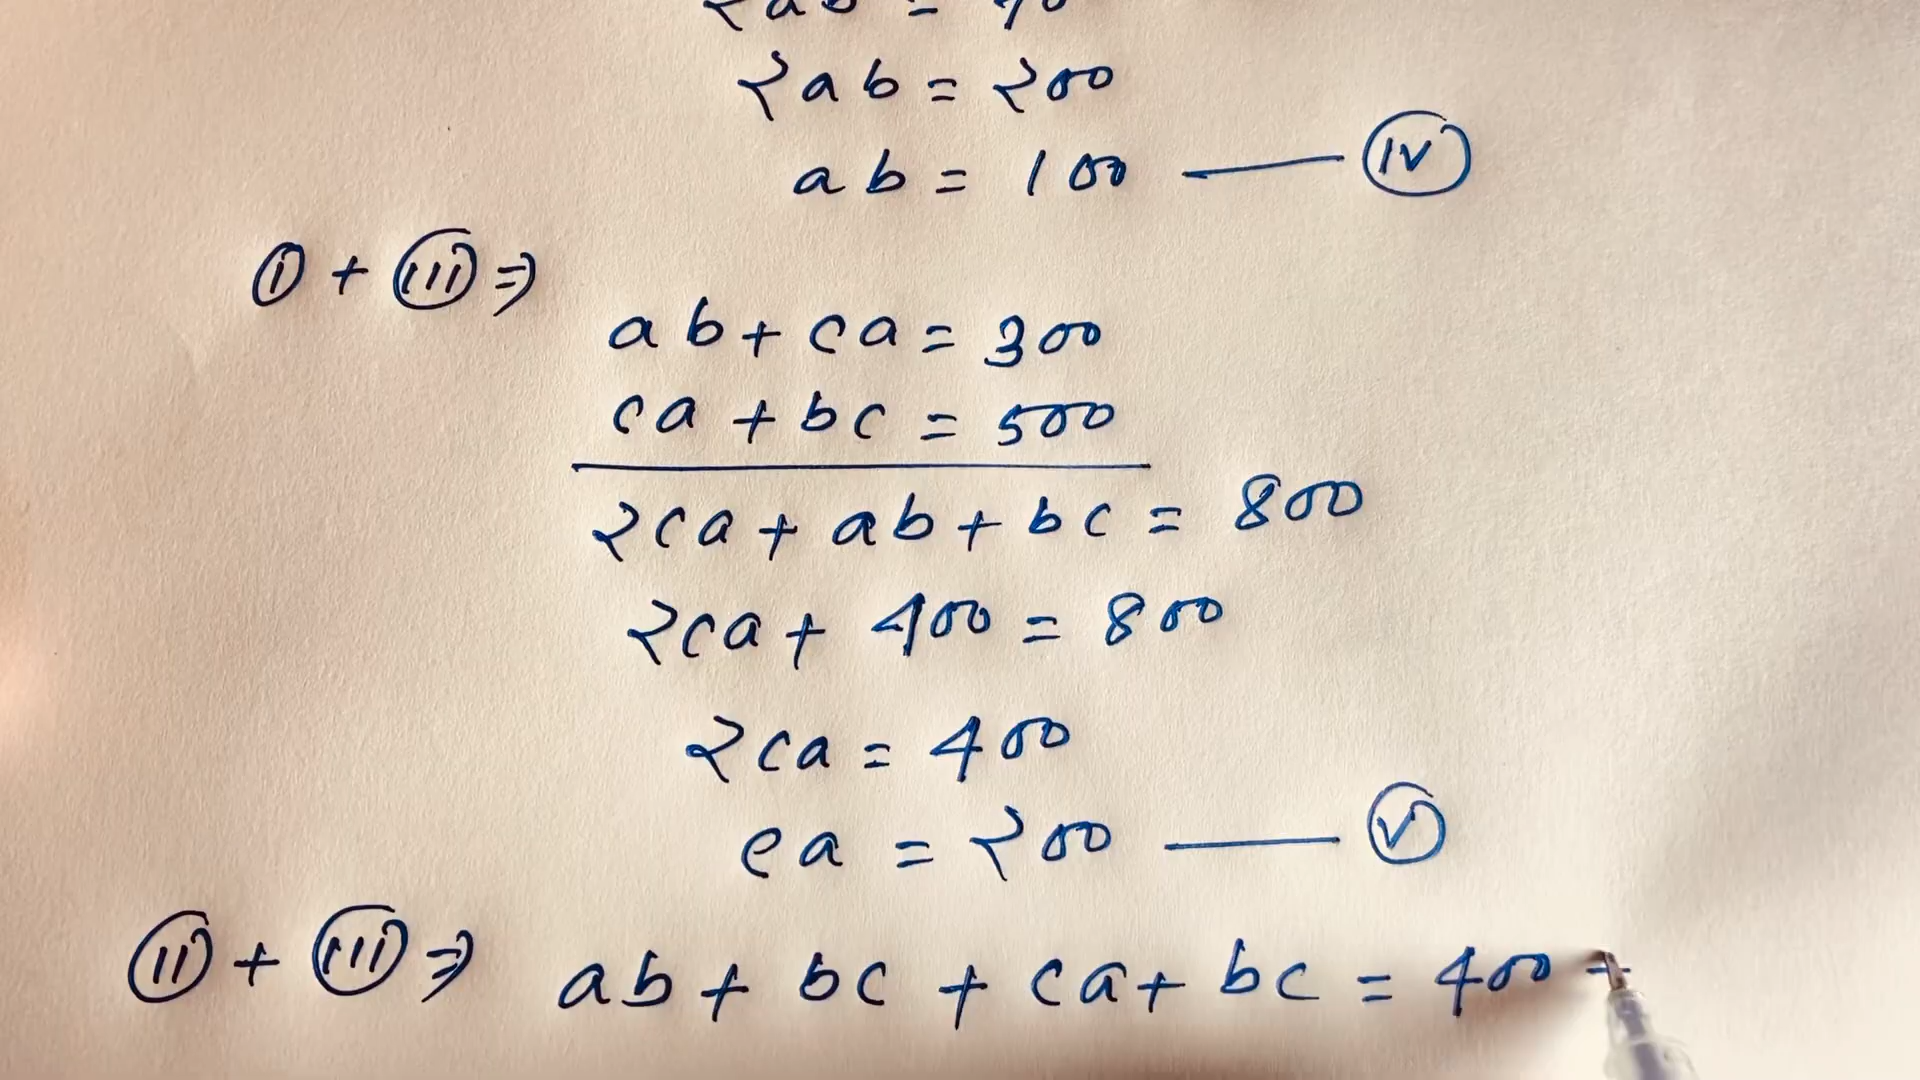 2ab = 200
ab = 100 — (iv)
(i) + (iii) ⇒
ab + ca = 300
ca + bc = 500
2ca + ab + bc = 800
2ca + 400 = 800
2ca = 400
ca = 200 — (v)
(ii) + (iii) ⇒ ab + bc + ca + bc = 400 +